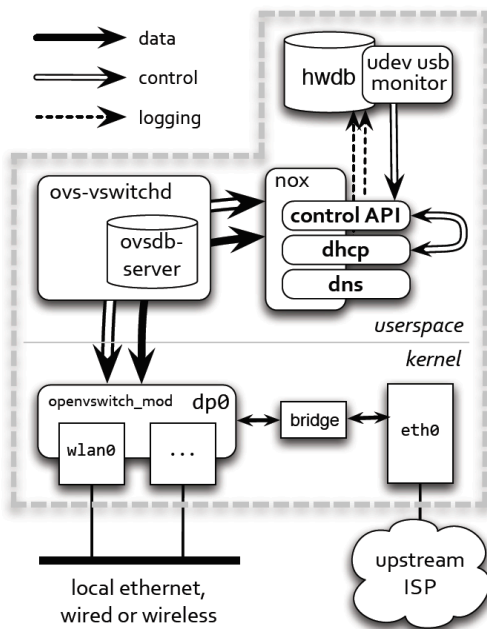 data
control
logging
hwdb
udev usb
monitor
ovs-vswitchd
ovsdb-
server
nox
control API
dhcp
dns
userspace
kernel
openvswitch_mod
dp0
wlan0
...
bridge
eth0
local ethernet,
wired or wireless
upstream
ISP